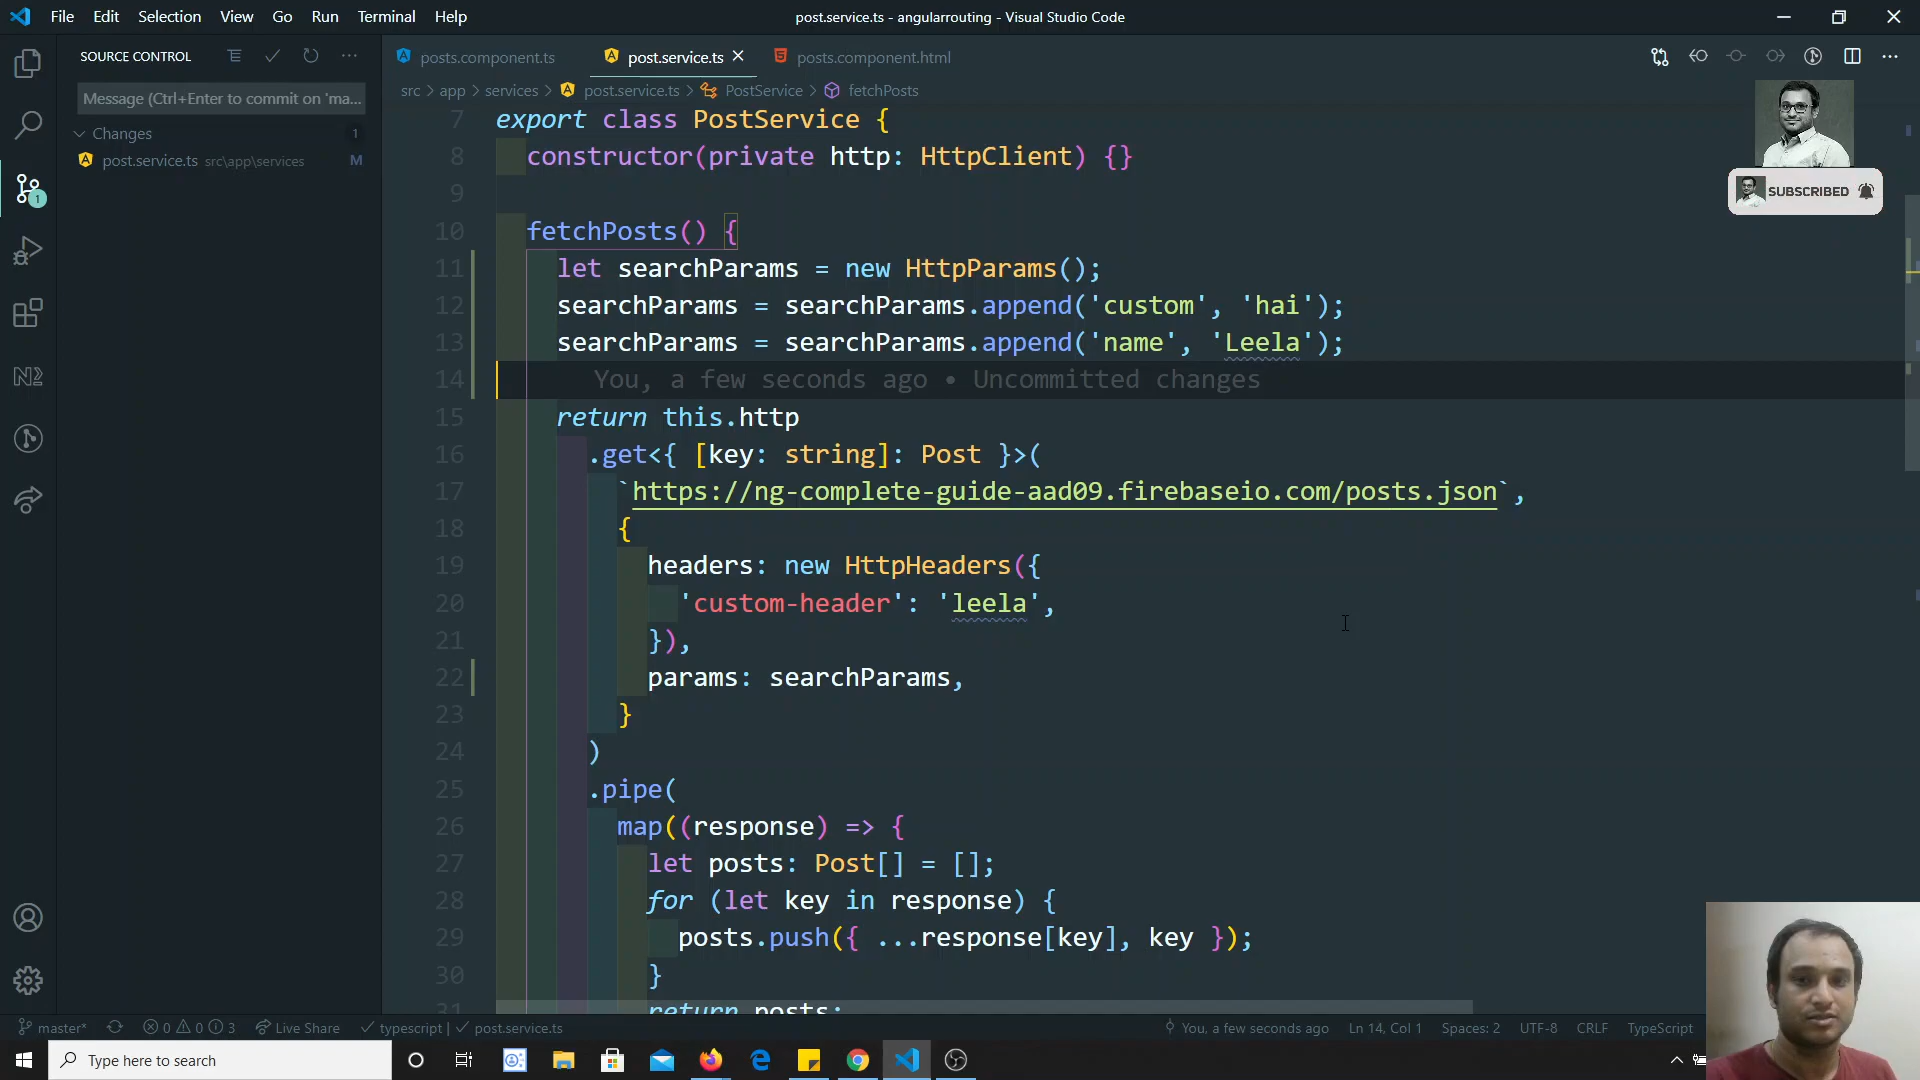 File Edit Selection View Go Run Terminal Help
post.service.ts - angularrouting - Visual Studio Code
SOURCE CONTROL
Message (Ctrl+Enter to commit on 'ma...
Changes 1
post.service.ts src\app\services M
1
posts.component.ts post.service.ts posts.component.html
src > app > services > post.service.ts > PostService > fetchPosts
SUBSCRIBED
7 export class PostService {
8 constructor(private http: HttpClient) {}
9
10 fetchPosts() {
11 let searchParams = new HttpParams();
12 searchParams = searchParams.append('custom', 'hai');
13 searchParams = searchParams.append('name', 'Leela');
14 You, a few seconds ago • Uncommitted changes
15 return this.http
16 .get<{ [key: string]: Post }>(
17 `https://ng-complete-guide-aad09.firebaseio.com/posts.json`,
18 {
19 headers: new HttpHeaders({
20 'custom-header': 'leela',
21 }),
22 params: searchParams,
23 }
24 )
25 .pipe(
26 map((response) => {
27 let posts: Post[] = [];
28 for (let key in response) {
29 posts.push({ ...response[key], key });
30 }
31 return posts;
master* 0 0 3 Live Share typescript | post.service.ts You, a few seconds ago Ln 14, Col 1 Spaces: 2 UTF-8 CRLF TypeScript
Type here to search